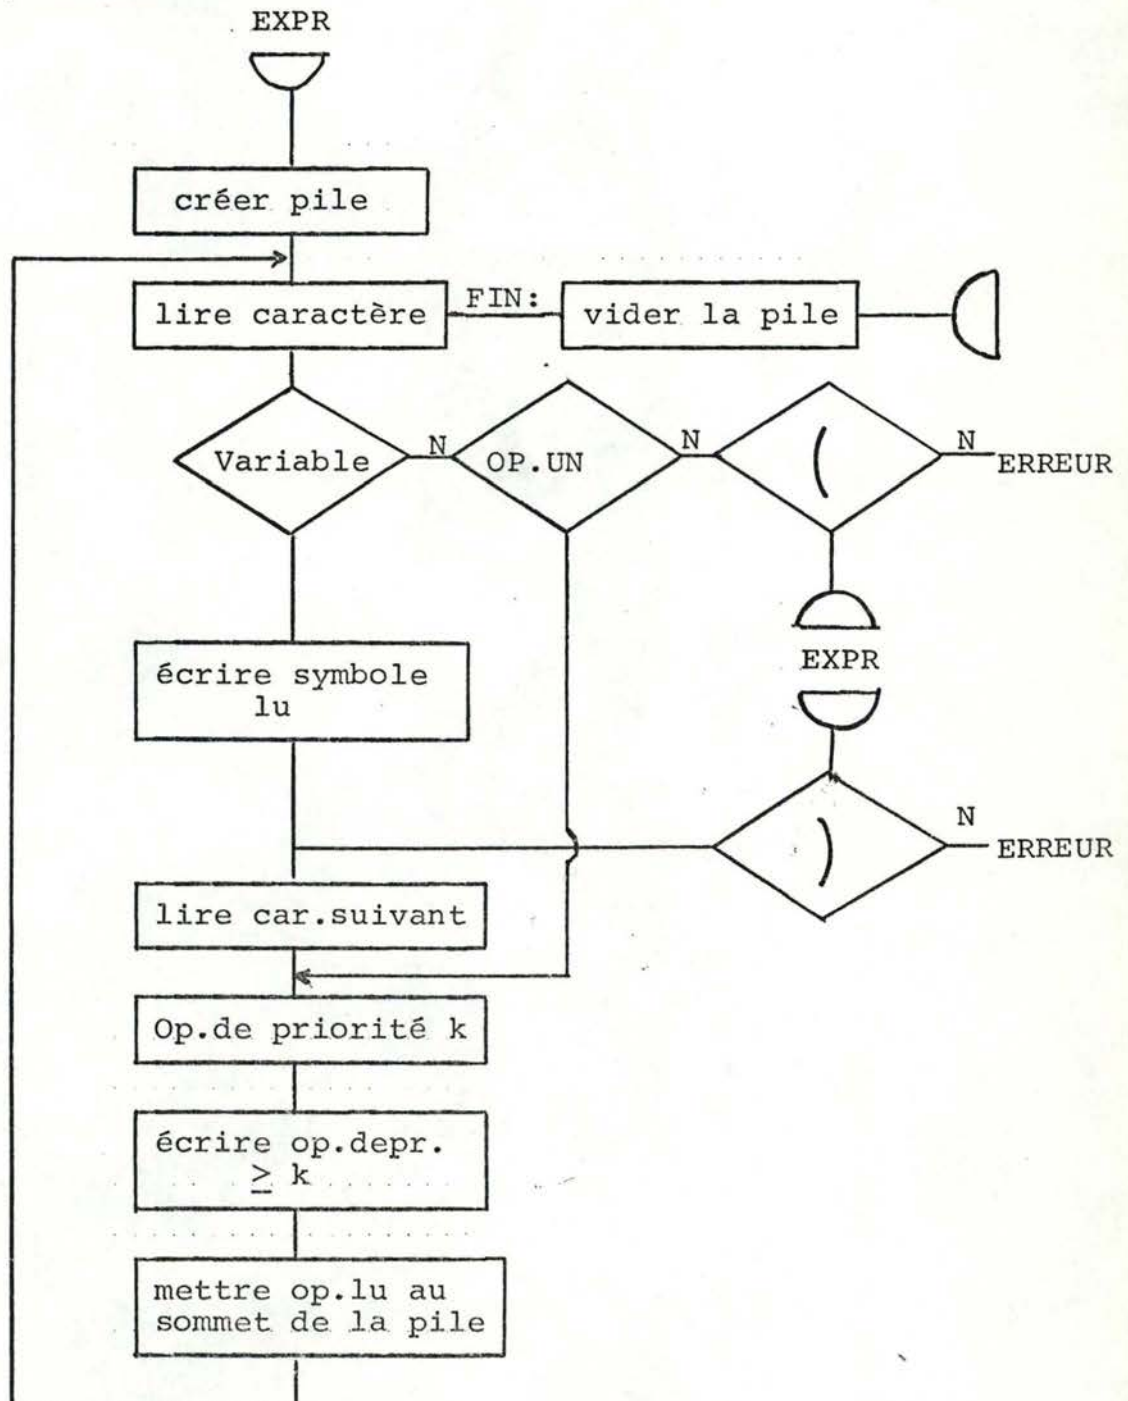 EXPR
créer pile
lire caractère
FIN:
vider la pile
Variable
N
OP.UN
N
(
N
ERREUR
écrire symbole
lu
EXPR
)
N
ERREUR
lire car.suivant
Op.de priorité k
écrire op.depr.
≥ k
mettre op.lu au
sommet de la pile